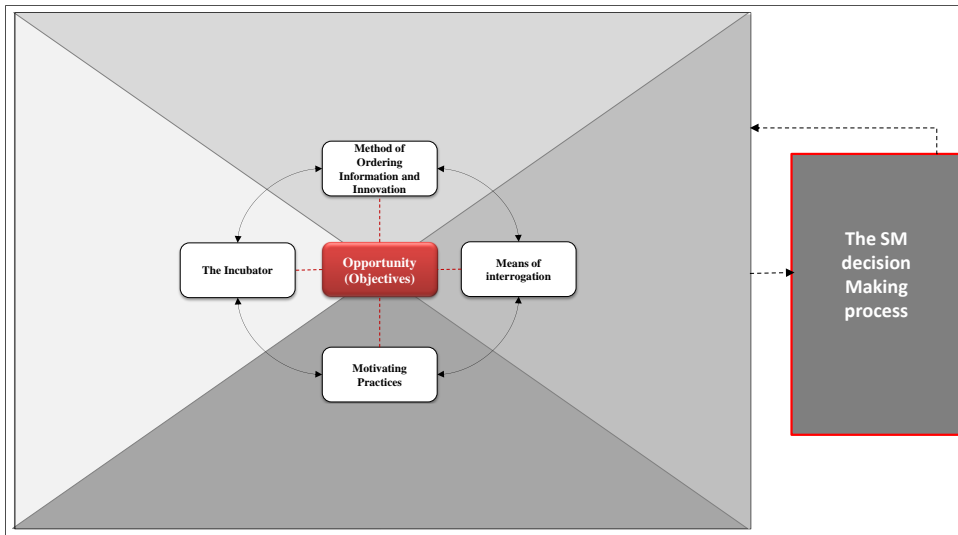 Method of
Ordering
Information and
Innovation
The Incubator
Opportunity
(Objectives)
Means of
interrogation
Motivating
Practices
The SM
decision
Making
process